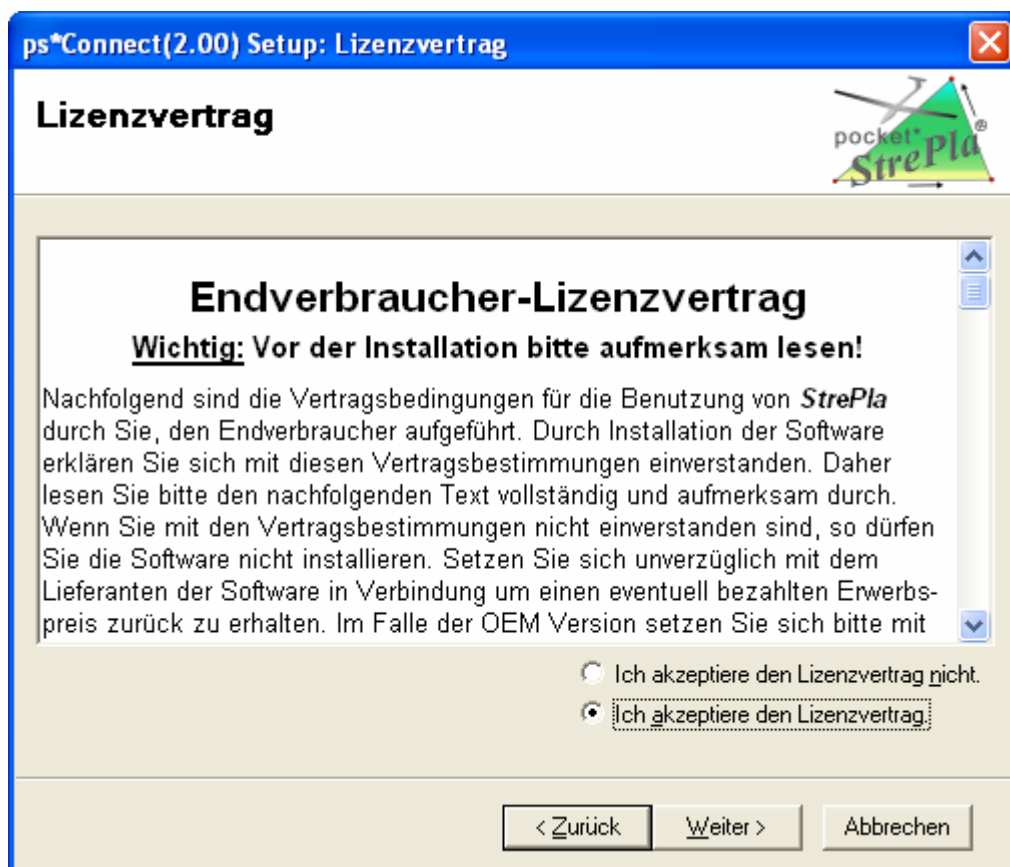 ps*Connect(2.00) Setup: Lizenzvertrag
Lizenzvertrag
pocket*
StrePla®
Endverbraucher-Lizenzvertrag
Wichtig: Vor der Installation bitte aufmerksam lesen!
Nachfolgend sind die Vertragsbedingungen für die Benutzung von StrePla
durch Sie, den Endverbraucher aufgeführt. Durch Installation der Software
erklären Sie sich mit diesen Vertragsbestimmungen einverstanden. Daher
lesen Sie bitte den nachfolgenden Text vollständig und aufmerksam durch.
Wenn Sie mit den Vertragsbestimmungen nicht einverstanden sind, so dürfen
Sie die Software nicht installieren. Setzen Sie sich unverzüglich mit dem
Lieferanten der Software in Verbindung um einen eventuell bezahlten Erwerbs-
preis zurück zu erhalten. Im Falle der OEM Version setzen Sie sich bitte mit
Ich akzeptiere den Lizenzvertrag nicht.
Ich akzeptiere den Lizenzvertrag.
< Zurück
Weiter >
Abbrechen